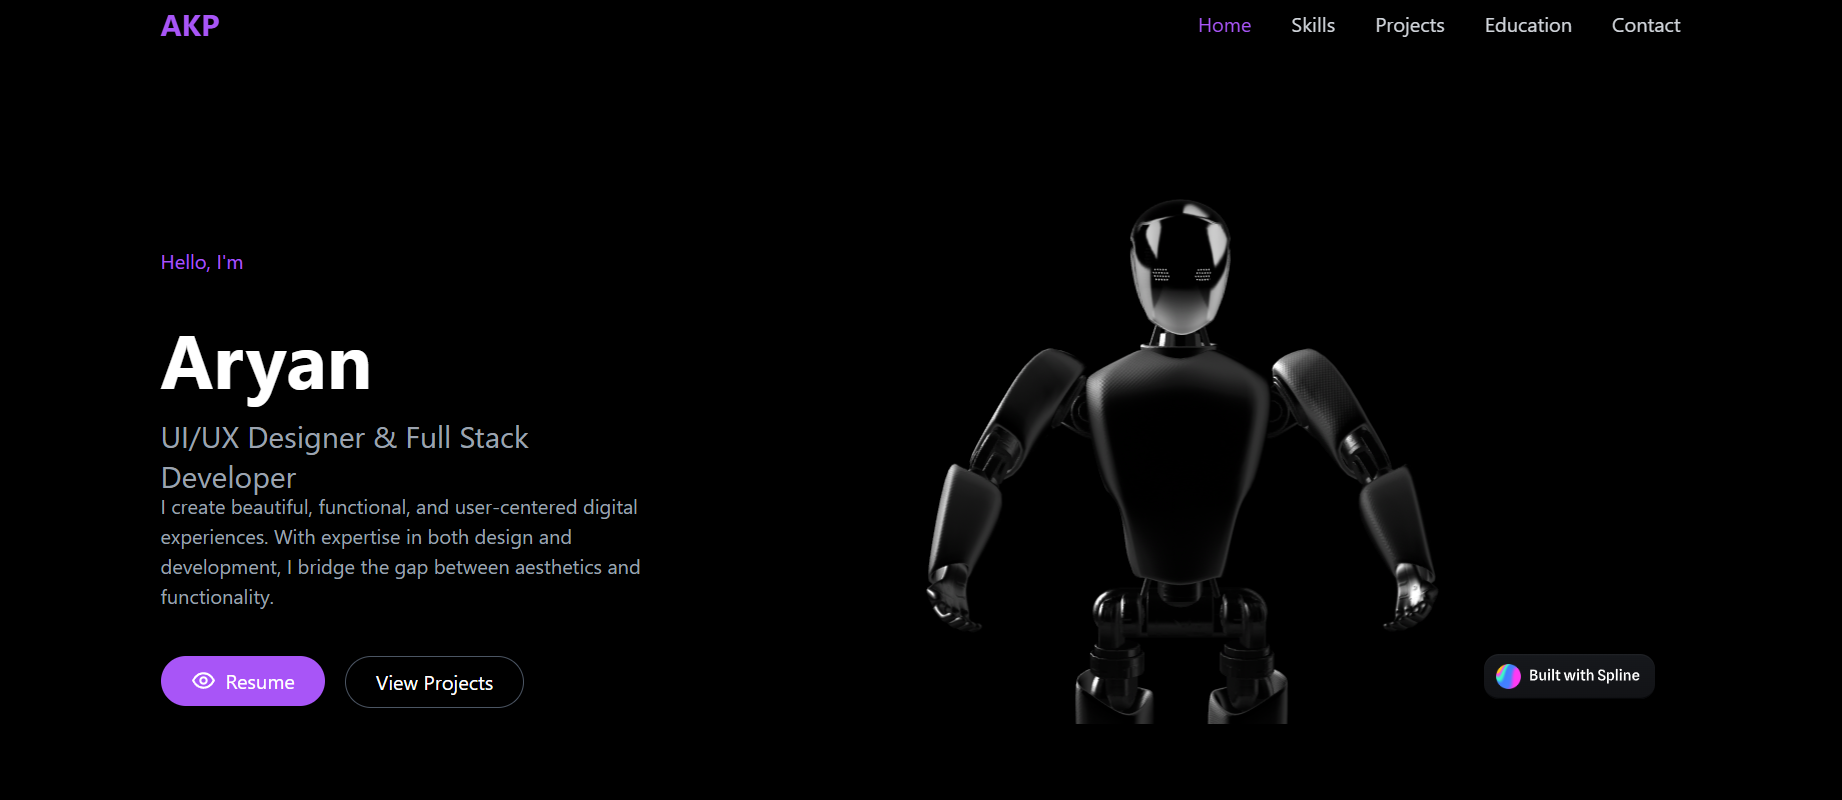 AKP
Home Skills Projects Education Contact
Hello, I'm
Aryan
UI/UX Designer & Full Stack
Developer
I create beautiful, functional, and user-centered digital
experiences. With expertise in both design and
development, I bridge the gap between aesthetics and
functionality.
Resume
View Projects
Built with Spline